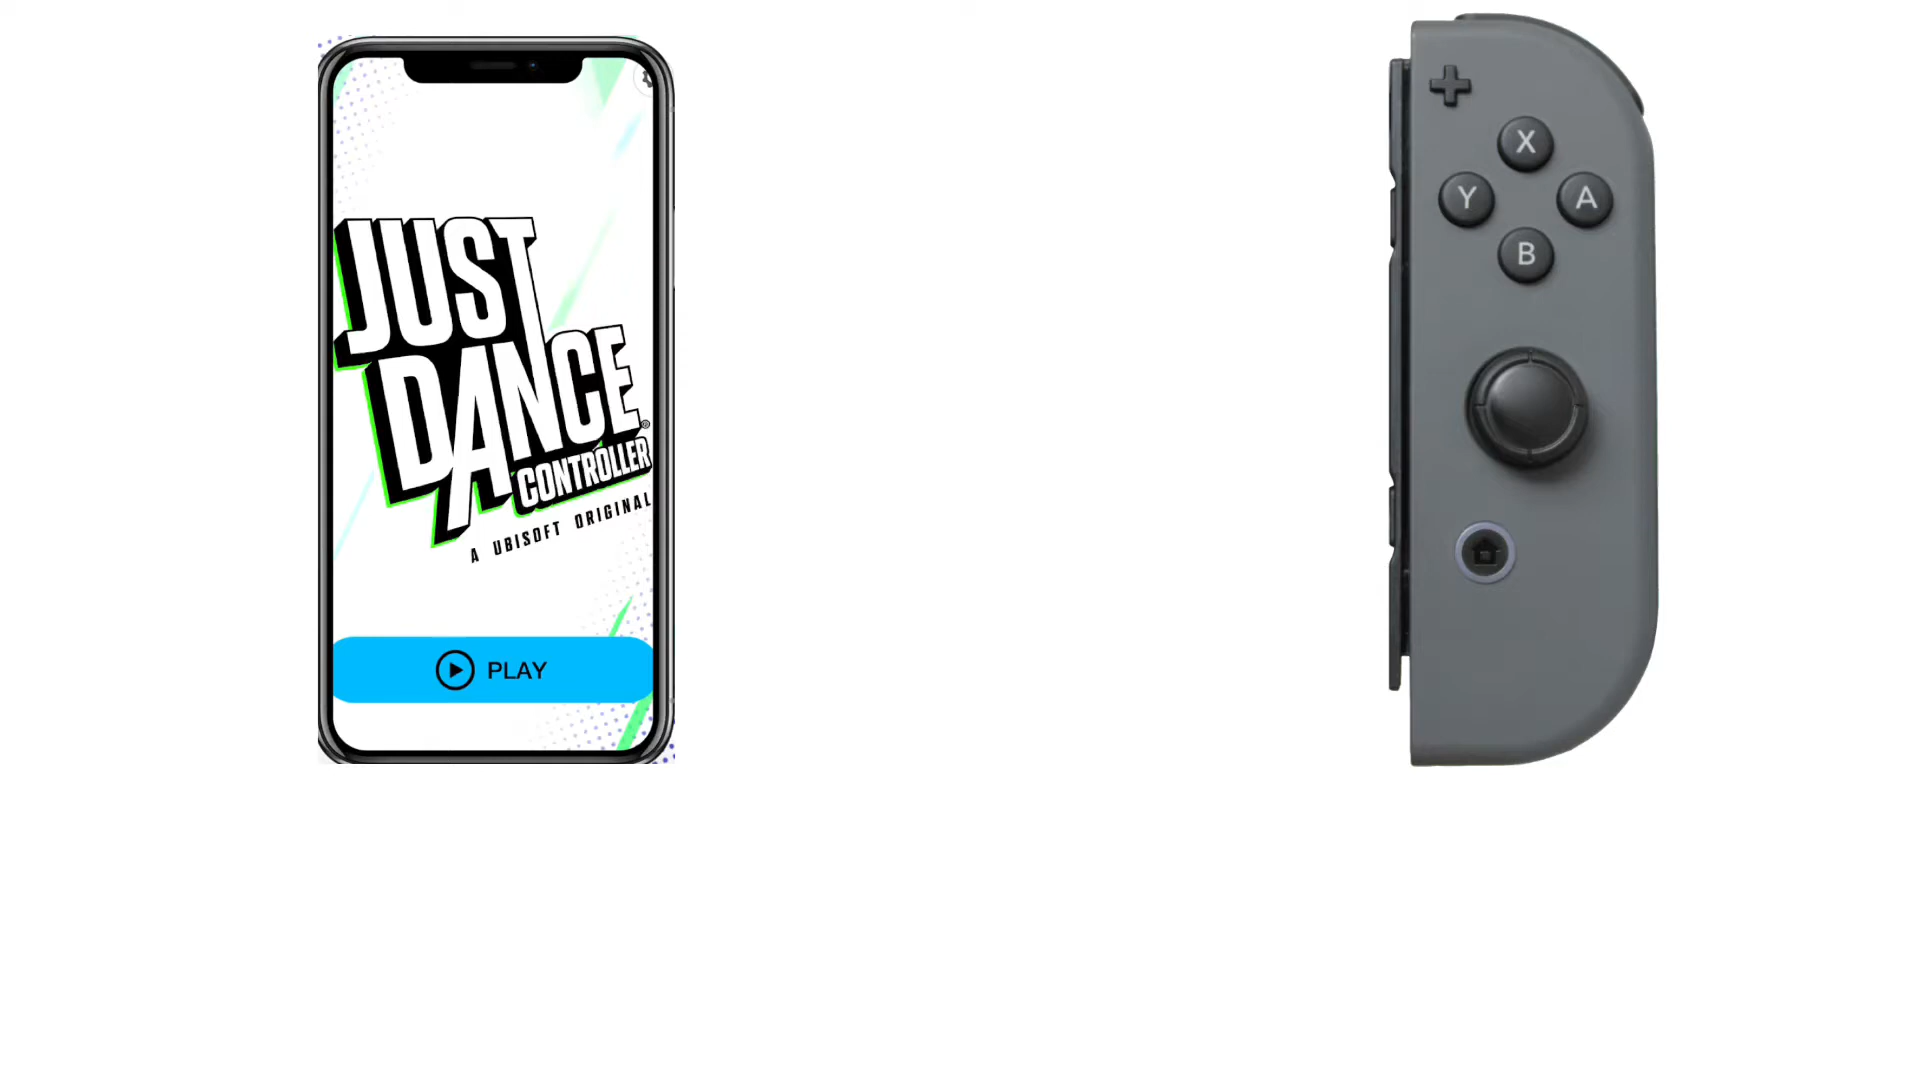 JUST
DANCE®
CONTROLLER
A UBISOFT ORIGINAL
PLAY
X
Y
A
B